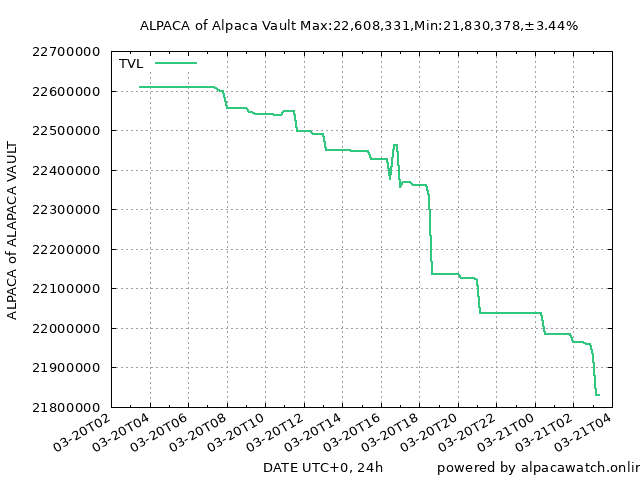 ALPACA of Alpaca Vault Max:22,608,331,Min:21,830,378,±3.44%
TVL
22700000
22600000
22500000
22400000
22300000
22200000
22100000
22000000
21900000
21800000
ALPACA of ALAPACA VAULT
03-20T02
03-20T04
03-20T06
03-20T08
03-20T10
03-20T12
03-20T14
03-20T16
03-20T18
03-20T20
03-20T22
03-21T00
03-21T02
03-21T04
DATE UTC+0, 24h
powered by alpacawatch.onlin